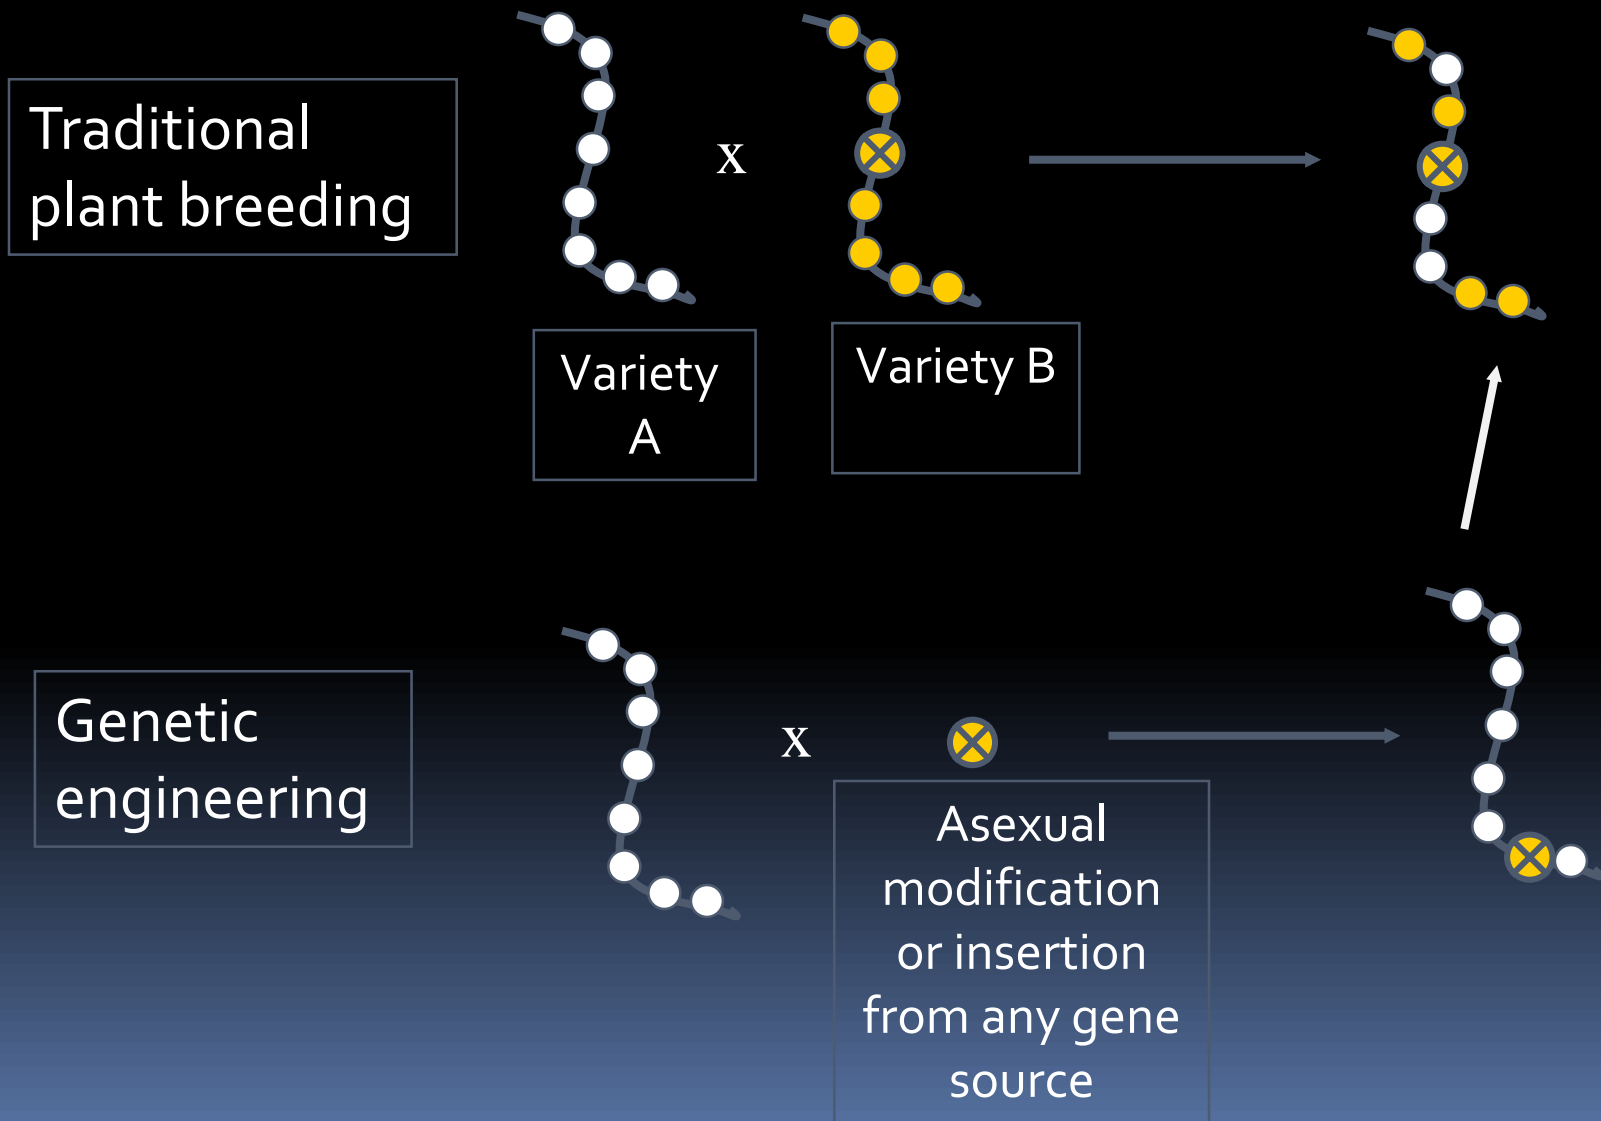 Traditional
plant breeding
x
Variety
A
Variety B
Genetic
engineering
x
Asexual
modification
or insertion
from any gene
source